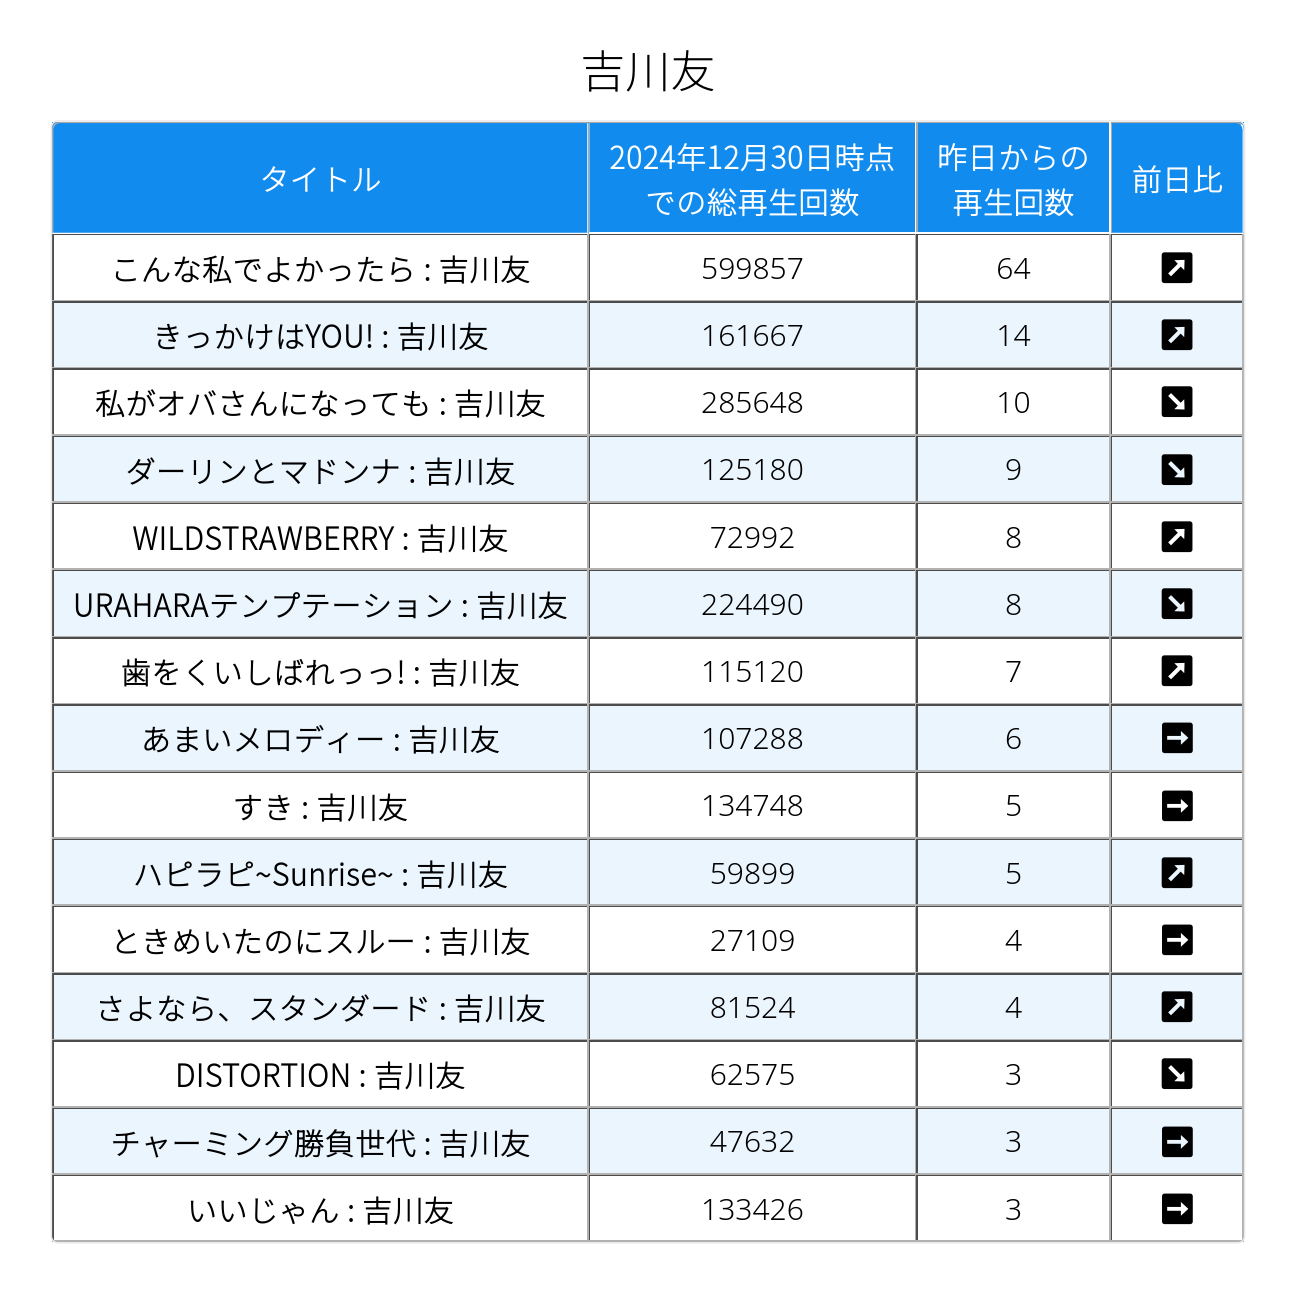 吉川友
タイトル 2024年12月30日時点での総再生回数 昨日からの再生回数 前日比
こんな私でよかったら : 吉川友 599857 64 ↗
きっかけはYOU! : 吉川友 161667 14 ↗
私がオバさんになっても : 吉川友 285648 10 ↘
ダーリンとマドンナ : 吉川友 125180 9 ↘
WILDSTRAWBERRY : 吉川友 72992 8 ↗
URAHARAテンプテーション : 吉川友 224490 8 ↘
歯をくいしばれっっ! : 吉川友 115120 7 ↗
あまいメロディー : 吉川友 107288 6 →
すき : 吉川友 134748 5 →
ハピラピ~Sunrise~ : 吉川友 59899 5 ↗
ときめいたのにスルー : 吉川友 27109 4 →
さよなら、スタンダード : 吉川友 81524 4 ↗
DISTORTION : 吉川友 62575 3 ↘
チャーミング勝負世代 : 吉川友 47632 3 →
いいじゃん : 吉川友 133426 3 →